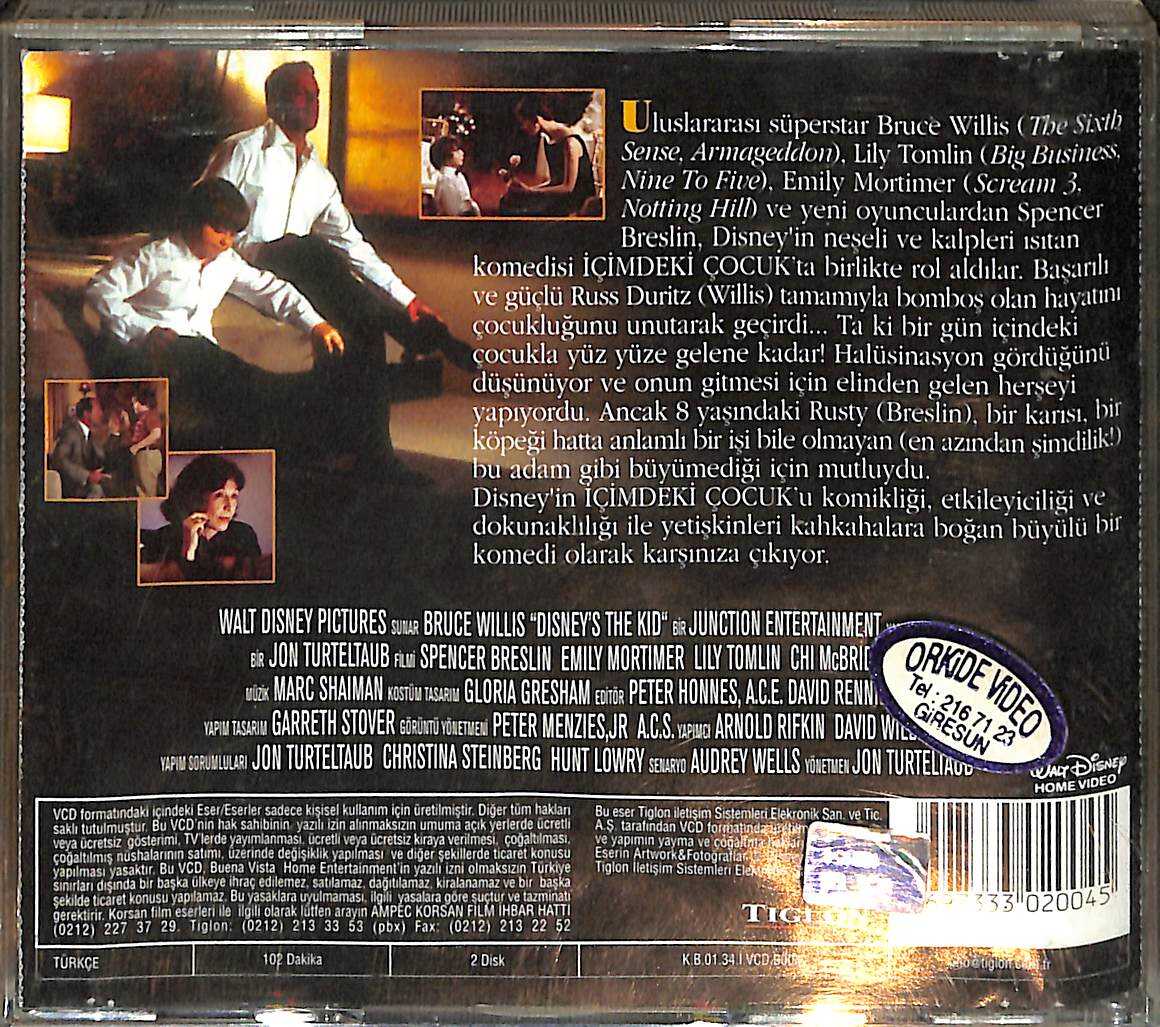 Uluslararası süperstar Bruce Willis (The Sixth
Sense, Armageddon), Lily Tomlin (Big Business,
Nine To Five), Emily Mortimer (Scream 3,
Notting Hill) ve yeni oyunculardan Spencer
Breslin, Disney'in neşeli ve kalpleri ısıtan
komedisi İÇİMDEKİ ÇOCUK'ta birlikte rol aldılar. Başarılı
ve güçlü Russ Duritz (Willis) tamamıyla bomboş olan hayatını
çocukluğunu unutarak geçirdi... Ta ki bir gün içindeki
çocukla yüz yüze gelene kadar! Halüsinasyon gördüğünü
düşünüyor ve onun gitmesi için elinden gelen herşeyi
yapıyordu. Ancak 8 yaşındaki Rusty (Breslin), bir karısı, bir
köpeği hatta anlamlı bir işi bile olmayan (en azından şimdilik!)
bu adam gibi büyümediği için mutluydu.
Disney'in İÇİMDEKİ ÇOCUK'u komikliği, etkileyiciliği ve
dokunaklılığı ile yetişkinleri kahkahalara boğan büyülü bir
komedi olarak karşınıza çıkıyor.
WALT DISNEY PICTURES SUNAR BRUCE WILLIS "DISNEY'S THE KID" BİR JUNCTION ENTERTAINMENT
BİR JON TURTELTAUB FİLMİ SPENCER BRESLIN EMILY MORTIMER LILY TOMLIN CHI McBRID
MÜZİK MARC SHAIMAN KOSTÜM TASARIM GLORIA GRESHAM EDİTÖR PETER HONNES, A.C.E. DAVID RENNI
YAPIM TASARIM GARRETH STOVER GÖRÜNTÜ YÖNETMENİ PETER MENZIES,JR A.C.S. YAPIMCI ARNOLD RIFKIN DAVID WIL
YAPIM SORUMLULARI JON TURTELTAUB CHRISTINA STEINBERG HUNT LOWRY SENARYO AUDREY WELLS YÖNETMEN JON TURTELTAUB
ORKiDE ViDEO
Tel : 216 71 23
GiRESUN
WALT DISNEY
HOME VIDEO
VCD formatındaki içindeki Eser/Eserler sadece kişisel kullanım için üretilmiştir. Diğer tüm hakları
saklı tutulmuştur. Bu VCD'nin hak sahibinin yazılı izin alınmaksızın umuma açık yerlerde ücretli
veya ücretsiz gösterimi, TV'lerde yayımlanması, ücretli veya ücretsiz kiraya verilmesi, çoğaltılması,
çoğaltılmış nüshalarının satımı, üzerinde değişiklik yapılması ve diğer şekillerde ticaret konusu
yapılması yasaktır. Bu VCD, Buena Vista Home Entertainment'in yazılı izni olmaksızın Türkiye
sınırları dışında bir başka ülkeye ihraç edilemez, satılamaz, dağıtılamaz, kiralanamaz ve bir başka
şekilde ticaret konusu yapılamaz. Bu yasaklara uyulmaması, ilgili yasalara göre suçtur ve tazminatı
gerektirir. Korsan film eserleri ile ilgili olarak lütfen arayın AMPEC KORSAN FİLM İHBAR HATTI
(0212) 227 37 29. Tiglon: (0212) 213 33 53 (pbx) Fax: (0212) 213 22 52
Bu eser Tiglon iletişim Sistemleri Elekronik San. ve Tic.
A.Ş. tarafından VCD formatında
ve yapımın yayma ve çoğaltma
Eserin Artwork&Fotoğrafları
Tiglon İletişim Sistemleri
TIGLON
333 020045
TÜRKÇE
102 Dakika
2 Disk
K.B.01.34.I VCD